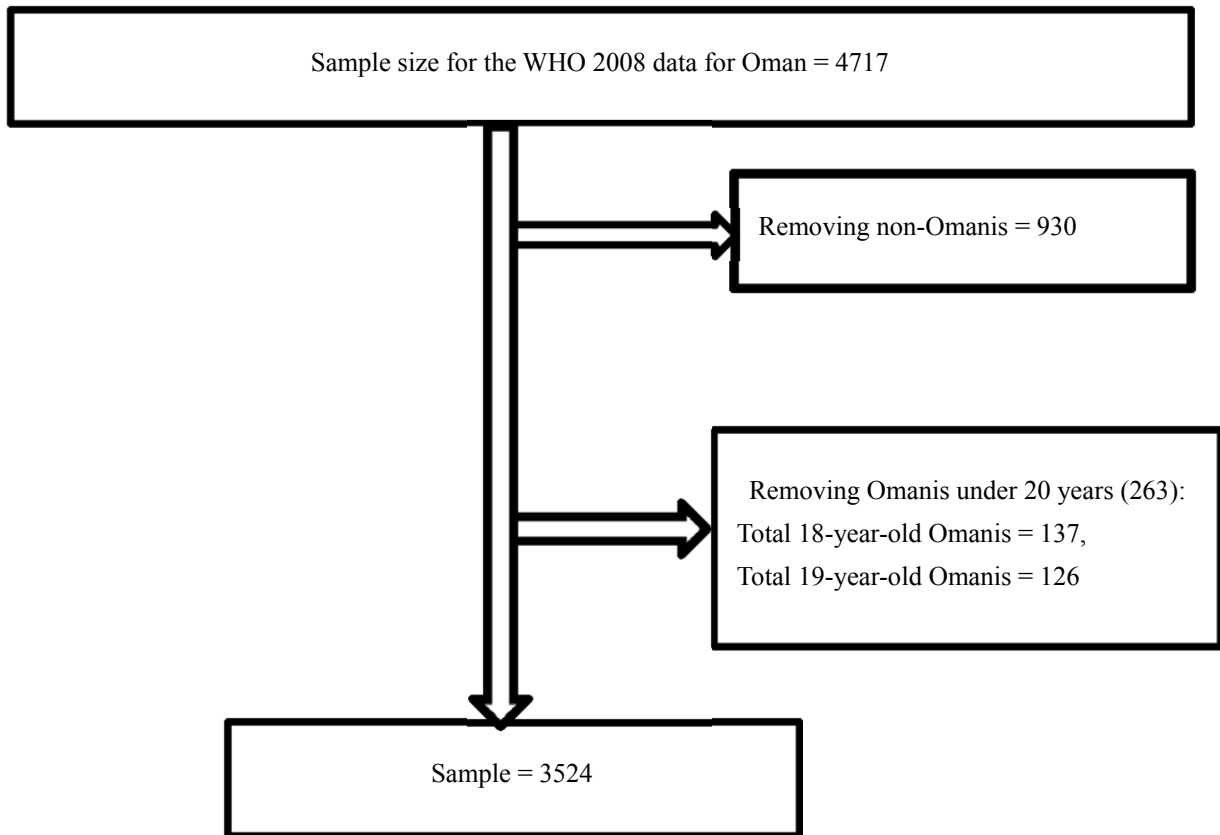 Sample size for the WHO 2008 data for Oman = 4717
Removing non-Omanis = 930
Removing Omanis under 20 years (263):
Total 18-year-old Omanis = 137,
Total 19-year-old Omanis = 126
Sample = 3524